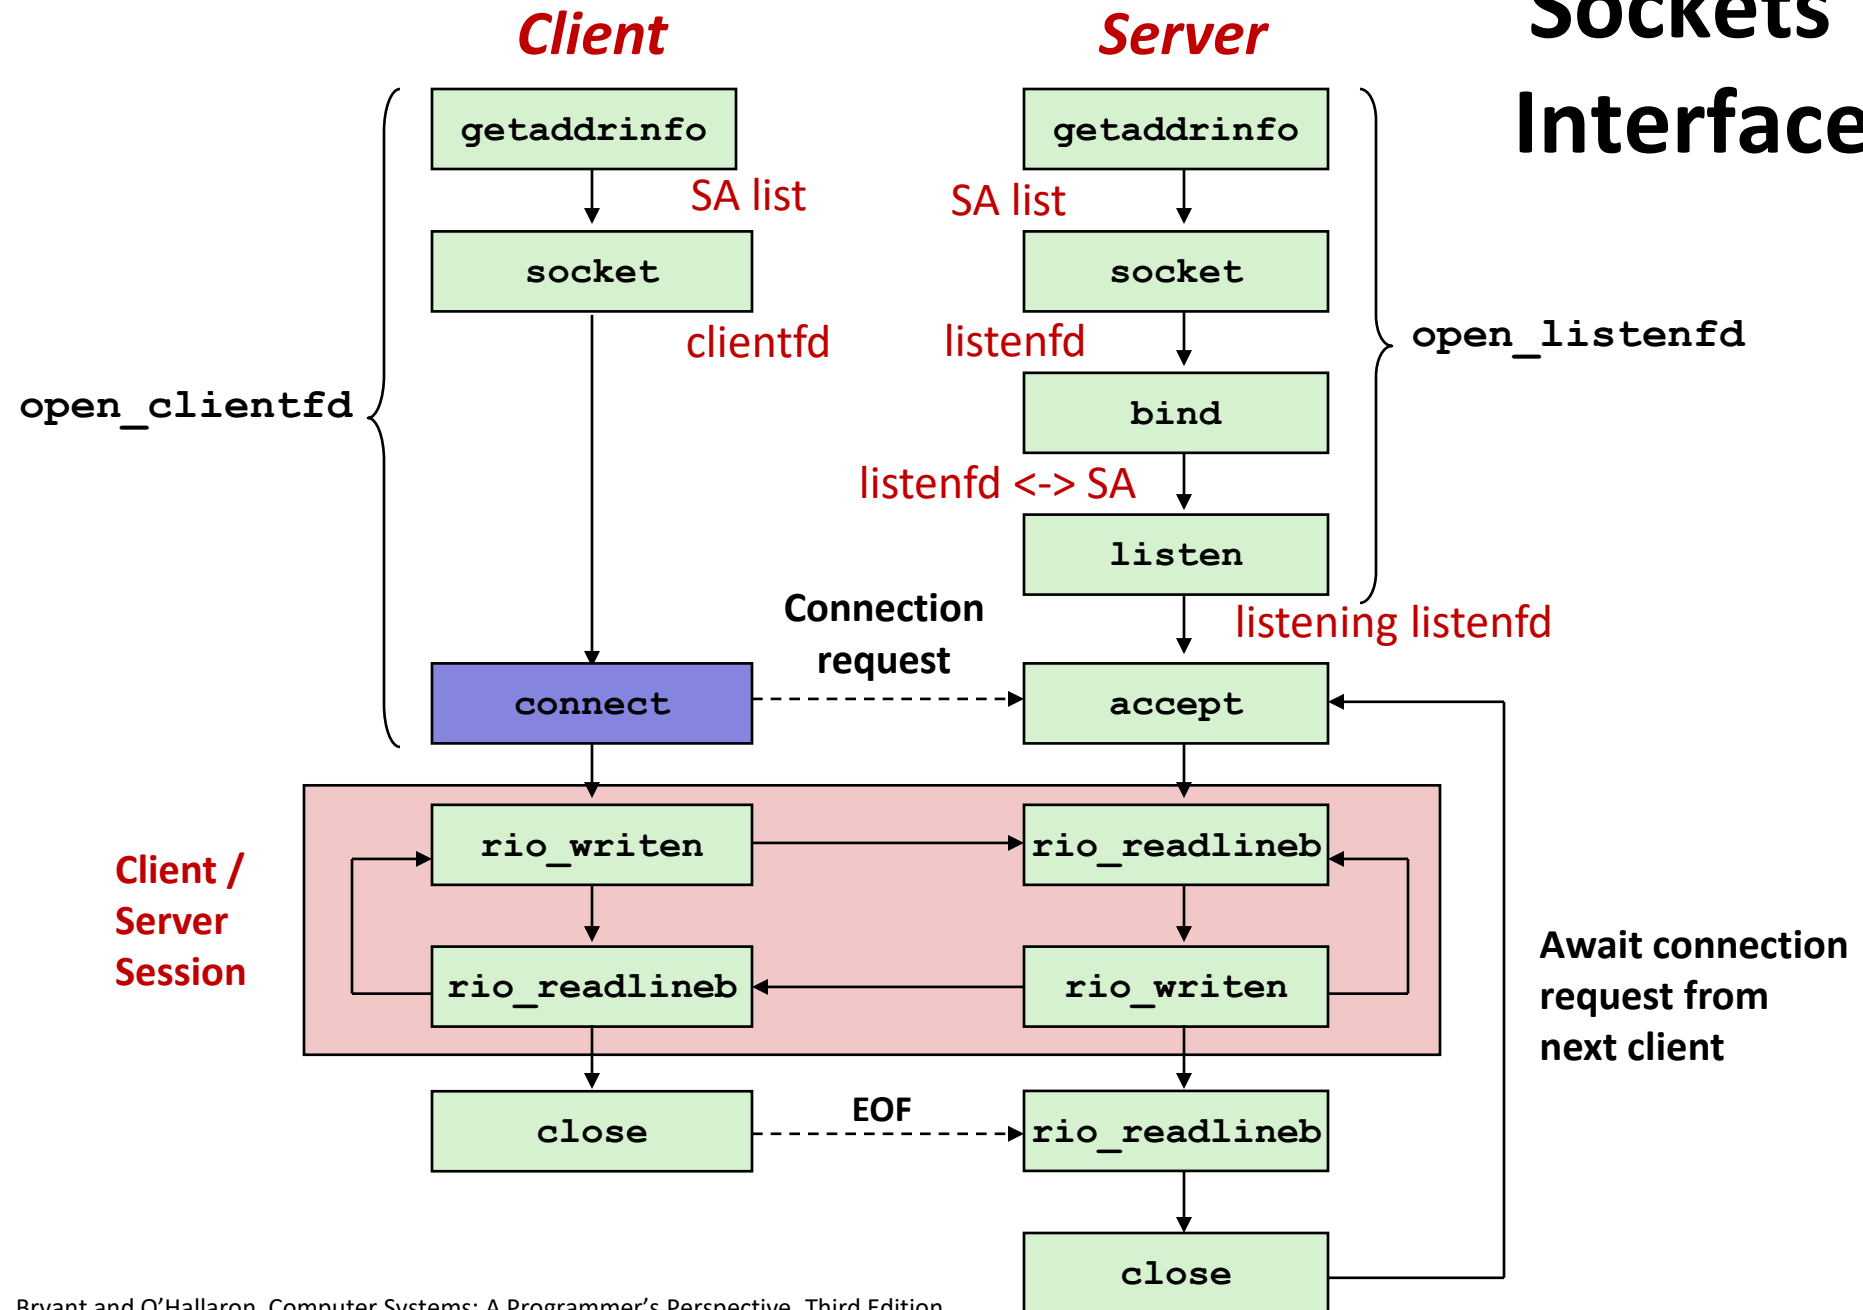 Client
Server
Sockets
Interface
getaddrinfo
getaddrinfo
SA list
SA list
socket
socket
clientfd
listenfd
open_listenfd
open_clientfd
bind
listenfd <-> SA
listen
Connection
request
listening listenfd
connect
accept
Client /
Server
Session
rio_writen
rio_readlineb
rio_readlineb
rio_writen
Await connection
request from
next client
close
EOF
rio_readlineb
close
Bryant and O'Hallaron, Computer Systems: A Programmer's Perspective, Third Edition